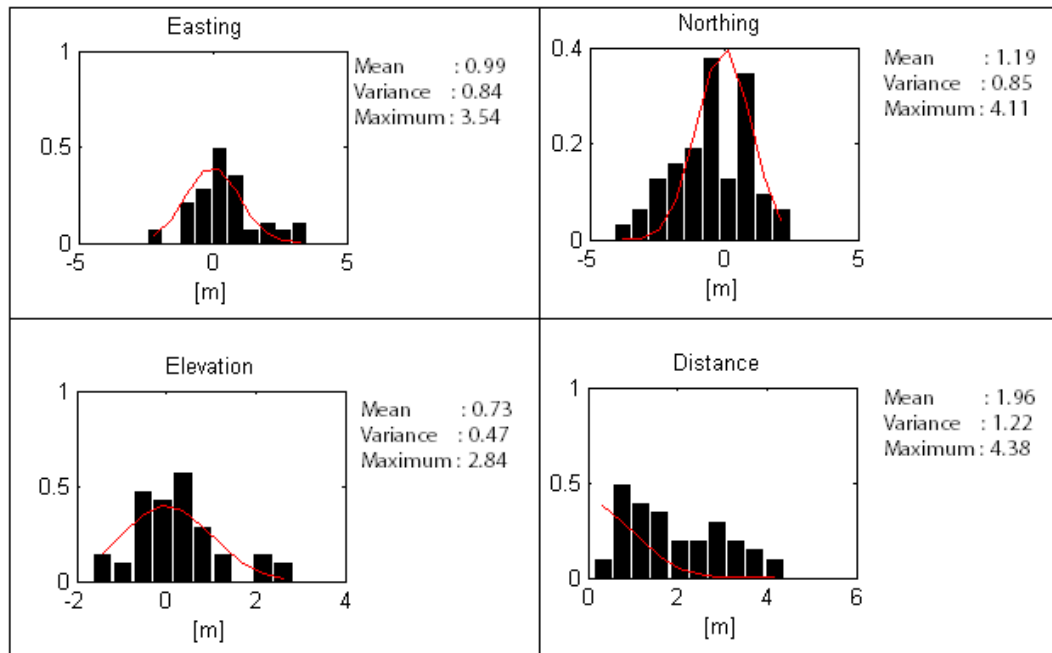 Easting
1
0.5
0
-5
0
5
[m]
Mean : 0.99
Variance : 0.84
Maximum : 3.54
Northing
0.4
0.2
0
-5
0
5
[m]
Mean : 1.19
Variance : 0.85
Maximum : 4.11
Elevation
1
0.5
0
-2
0
2
4
[m]
Mean : 0.73
Variance : 0.47
Maximum : 2.84
Distance
1
0.5
0
0
2
4
6
[m]
Mean : 1.96
Variance : 1.22
Maximum : 4.38